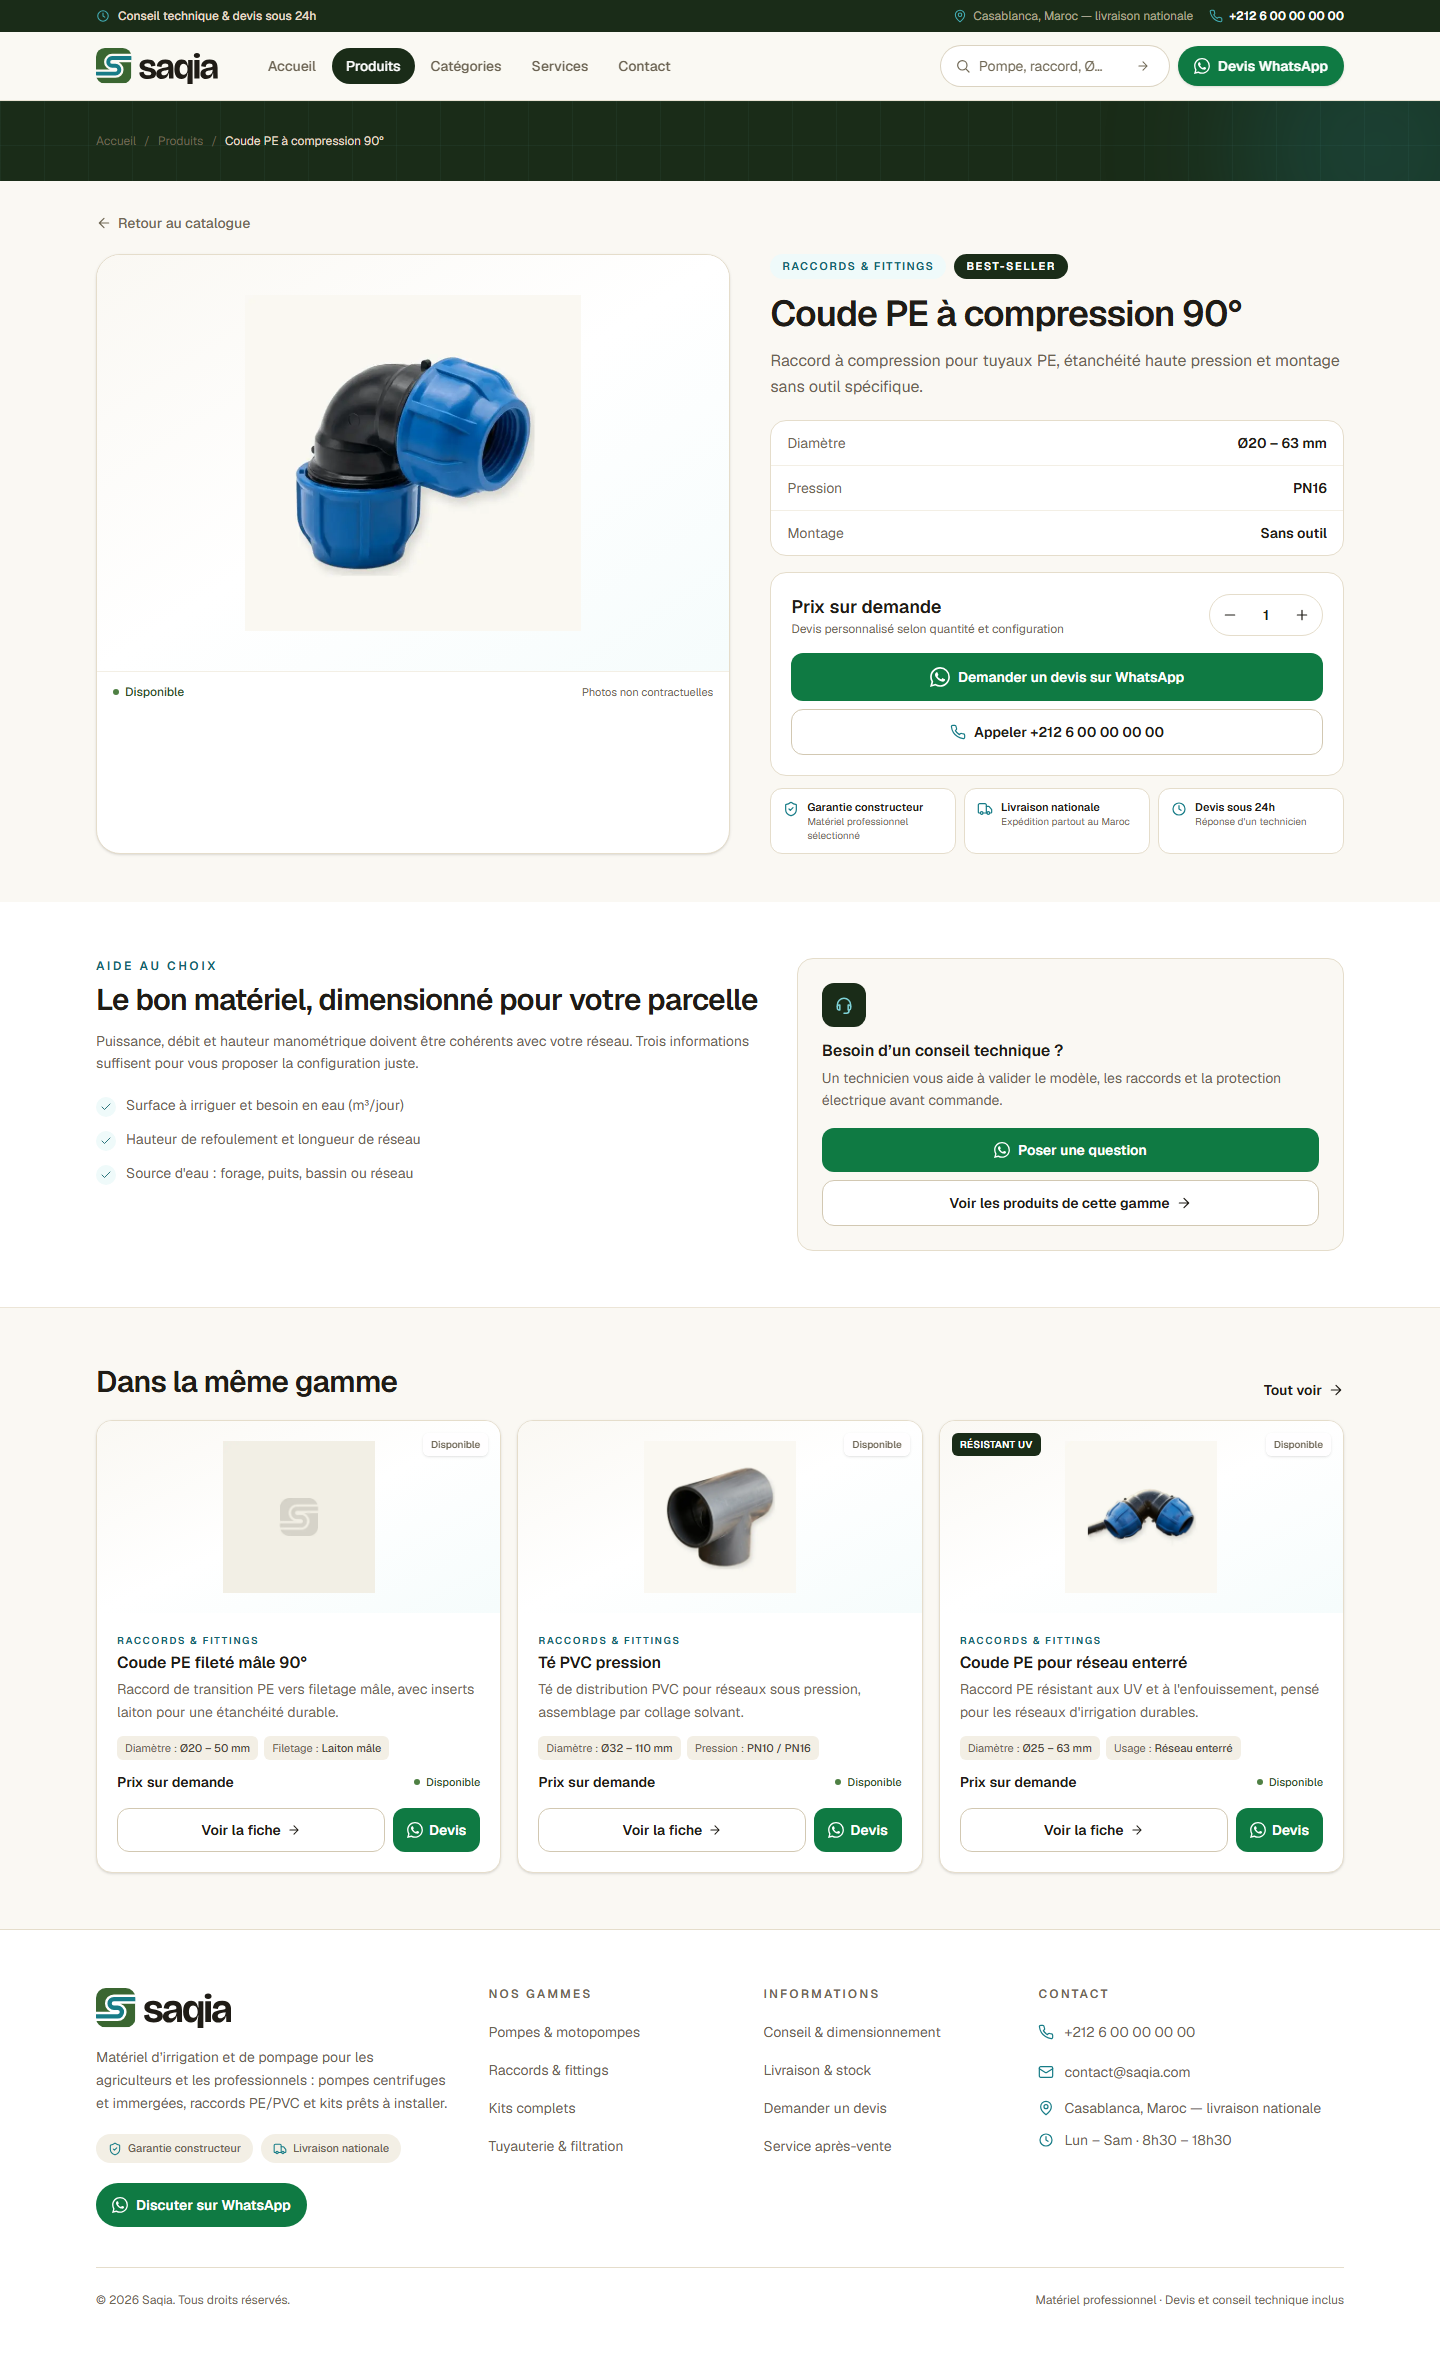 Conseil technique & devis sous 24h
Casablanca, Maroc — livraison nationale
+212 6 00 00 00 00
saqia
Accueil
Produits
Catégories
Services
Contact
Pompe, raccord, Ø...
Devis WhatsApp
Accueil / Produits / Coude PE à compression 90°
Retour au catalogue
Disponible
Photos non contractuelles
RACCORDS & FITTINGS
BEST-SELLER
Coude PE à compression 90°
Raccord à compression pour tuyaux PE, étanchéité haute pression et montage
sans outil spécifique.
Diamètre
Ø20 – 63 mm
Pression
PN16
Montage
Sans outil
Prix sur demande
Devis personnalisé selon quantité et configuration
1
Demander un devis sur WhatsApp
Appeler +212 6 00 00 00 00
Garantie constructeur
Matériel professionnel
sélectionné
Livraison nationale
Expédition partout au Maroc
Devis sous 24h
Réponse d'un technicien
AIDE AU CHOIX
Le bon matériel, dimensionné pour votre parcelle
Puissance, débit et hauteur manométrique doivent être cohérents avec votre réseau. Trois informations
suffisent pour vous proposer la configuration juste.
Surface à irriguer et besoin en eau (m³/jour)
Hauteur de refoulement et longueur de réseau
Source d'eau : forage, puits, bassin ou réseau
Besoin d'un conseil technique ?
Un technicien vous aide à valider le modèle, les raccords et la protection
électrique avant commande.
Poser une question
Voir les produits de cette gamme
Dans la même gamme
Tout voir
Disponible
RACCORDS & FITTINGS
Coude PE fileté mâle 90°
Raccord de transition PE vers filetage mâle, avec inserts
laiton pour une étanchéité durable.
Diamètre : Ø20 – 50 mm
Filetage : Laiton mâle
Prix sur demande
Disponible
Voir la fiche
Devis
Disponible
RACCORDS & FITTINGS
Té PVC pression
Té de distribution PVC pour réseaux sous pression,
assemblage par collage solvant.
Diamètre : Ø32 – 110 mm
Pression : PN10 / PN16
Prix sur demande
Disponible
Voir la fiche
Devis
RÉSISTANT UV
Disponible
RACCORDS & FITTINGS
Coude PE pour réseau enterré
Raccord PE résistant aux UV et à l'enfouissement, pensé
pour les réseaux d'irrigation durables.
Diamètre : Ø25 – 63 mm
Usage : Réseau enterré
Prix sur demande
Disponible
Voir la fiche
Devis
saqia
Matériel d'irrigation et de pompage pour les
agriculteurs et les professionnels : pompes centrifuges
et immergées, raccords PE/PVC et kits prêts à installer.
Garantie constructeur
Livraison nationale
Discuter sur WhatsApp
NOS GAMMES
Pompes & motopompes
Raccords & fittings
Kits complets
Tuyauterie & filtration
INFORMATIONS
Conseil & dimensionnement
Livraison & stock
Demander un devis
Service après-vente
CONTACT
+212 6 00 00 00 00
contact@saqia.com
Casablanca, Maroc — livraison nationale
Lun – Sam · 8h30 – 18h30
© 2026 Saqia. Tous droits réservés.
Matériel professionnel · Devis et conseil technique inclus